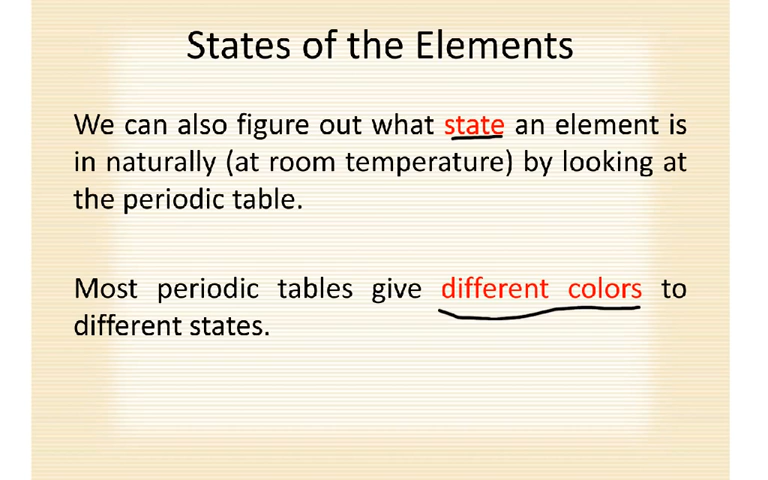 States of the Elements
We can also figure out what state an element is
in naturally (at room temperature) by looking at
the periodic table.
Most periodic tables give different colors to
different states.